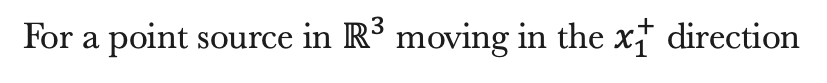 For a point source in ℝ³ moving in the x₁⁺ direction